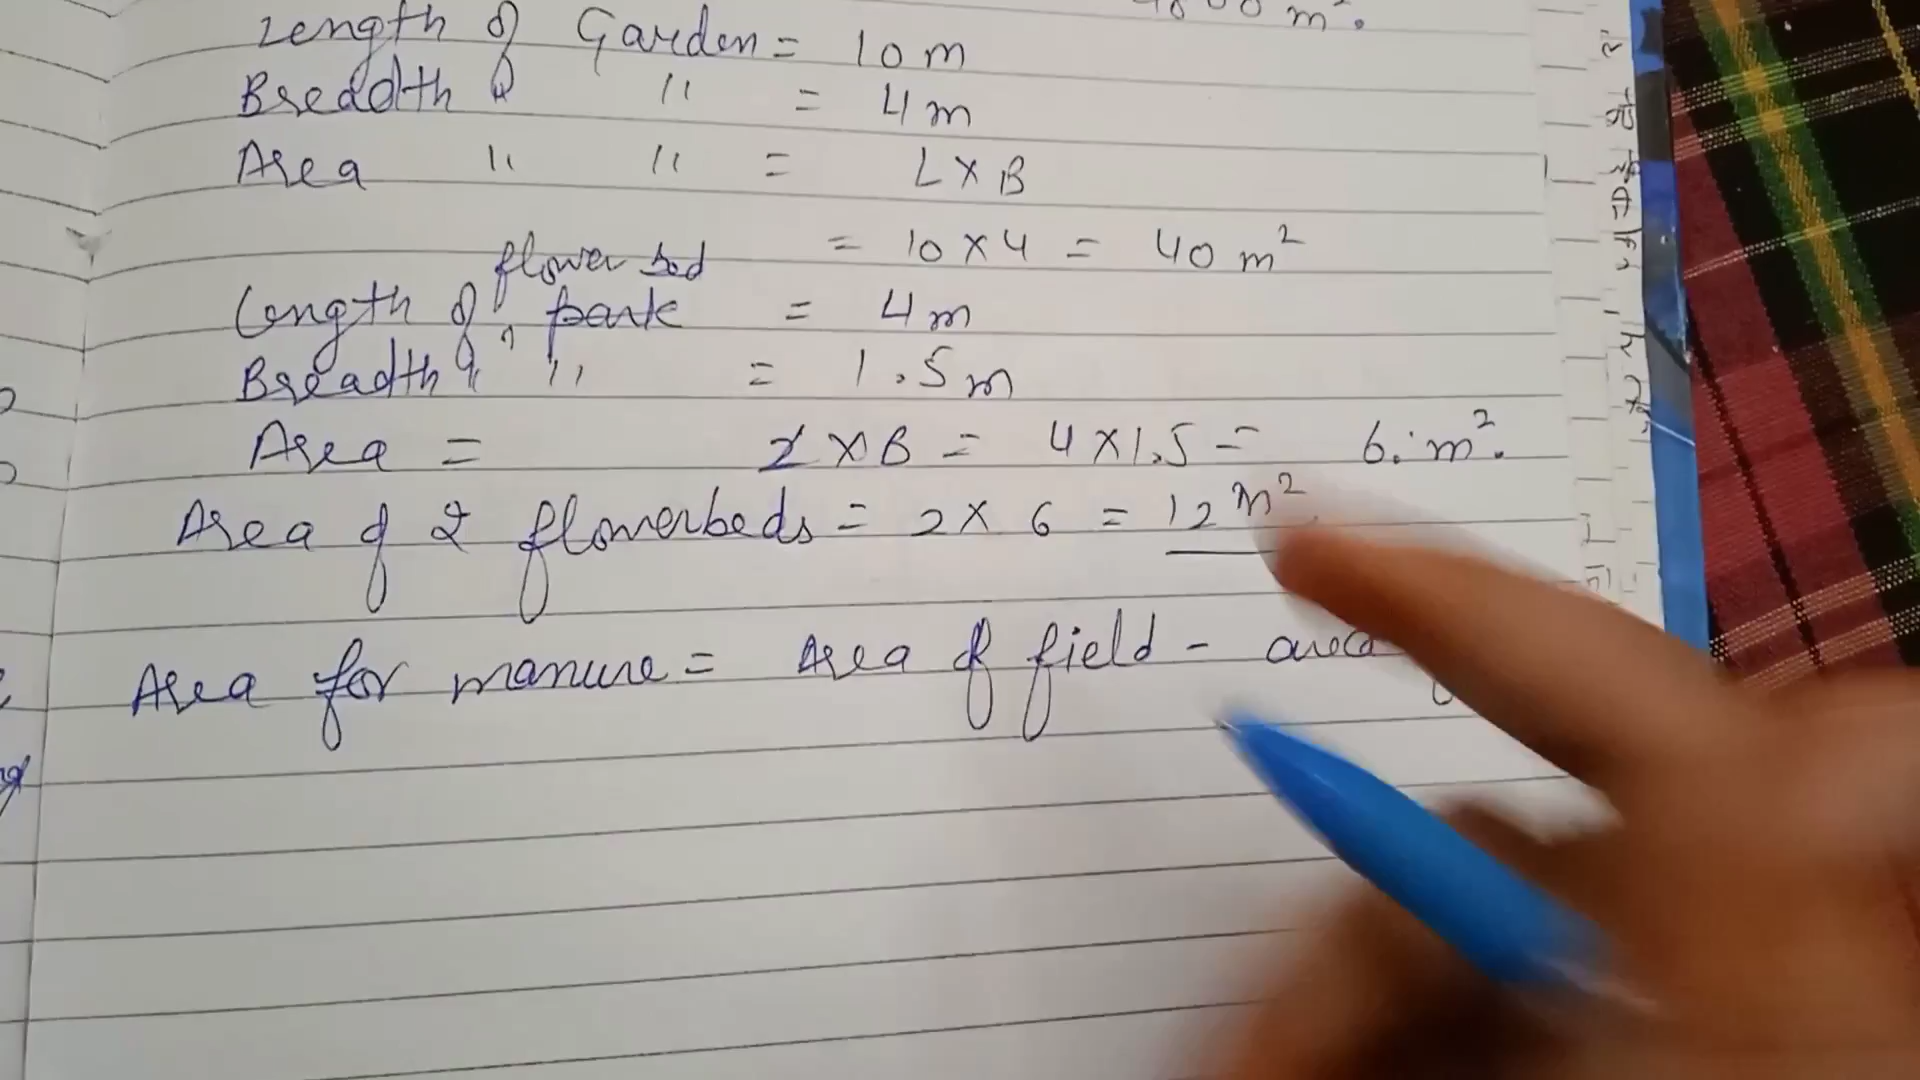 m².
Length of Garden = 10 m
Breadth of " = 4 m
Area " " = L × B
= 10 × 4 = 40 m²
flower bed
Length of park = 4 m
Breadth " " = 1.5 m
Area = L × B = 4 × 1.5 = 6 m².
Area of 2 flowerbeds = 2 × 6 = 12 m²
Area for manure = Area of field - area